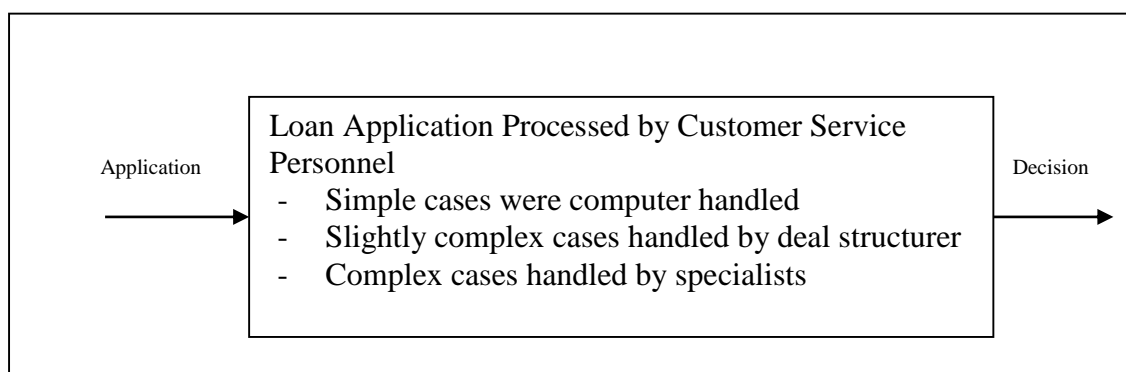 Loan Application Processed by Customer Service
Personnel
Application
Decision
- Simple cases were computer handled
- Slightly complex cases handled by deal structurer
- Complex cases handled by specialists